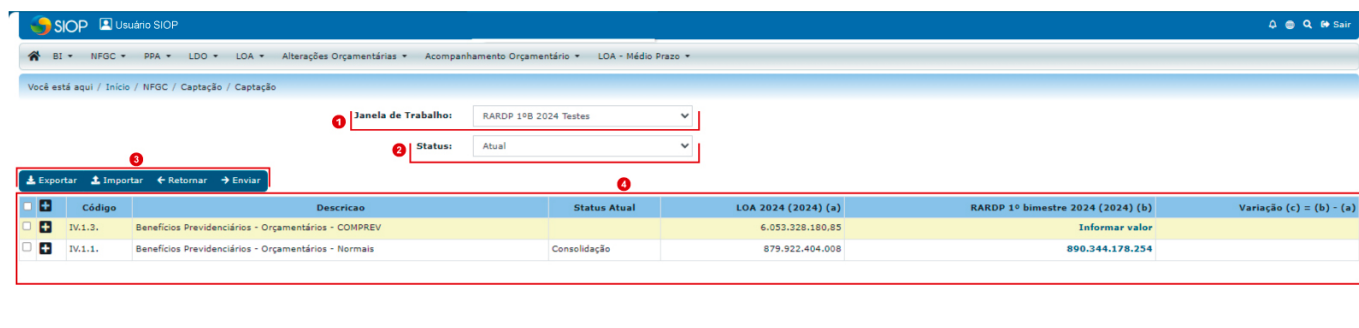 SIOP Usuário SIOP Sair
BI NFGC PPA LDO LOA Alterações Orçamentárias Acompanhamento Orçamentário LOA - Médio Prazo
Você está aqui / Início / NFGC / Captação / Captação
1 Janela de Trabalho: RARDP 1ºB 2024 Testes
2 Status: Atual
3
Exportar Importar Retornar Enviar
4
Código Descricao Status Atual LOA 2024 (2024) (a) RARDP 1º bimestre 2024 (2024) (b) Variação (c) = (b) - (a)
IV.1.3. Benefícios Previdenciários - Orçamentários - COMPREV 6.053.328.180,85 Informar valor
IV.1.1. Benefícios Previdenciários - Orçamentários - Normais Consolidação 879.922.404.008 890.344.178.254